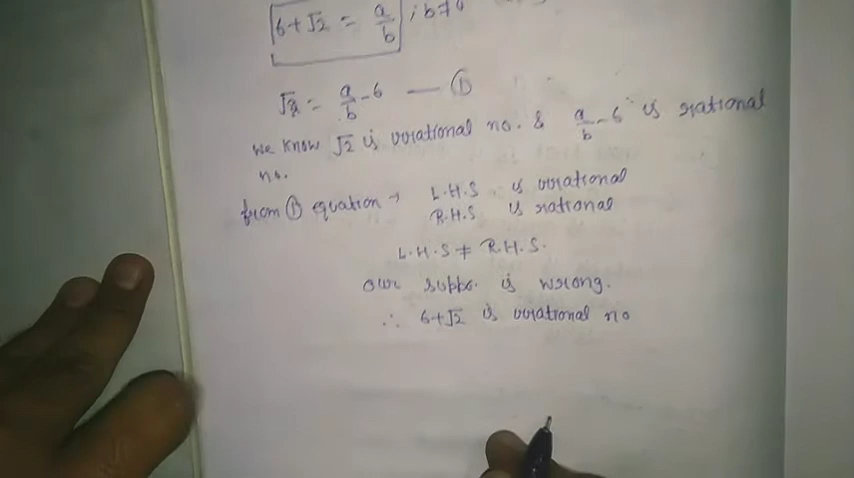 6+√2 = a/b ; b≠0
√2 = a/b - 6 — ①
we know √2 is irrational no. & a/b - 6 is rational
no.
from ① equation → L.H.S is irrational
R.H.S is rational
L.H.S ≠ R.H.S.
our suppo. is wrong.
∴ 6+√2 is irrational no